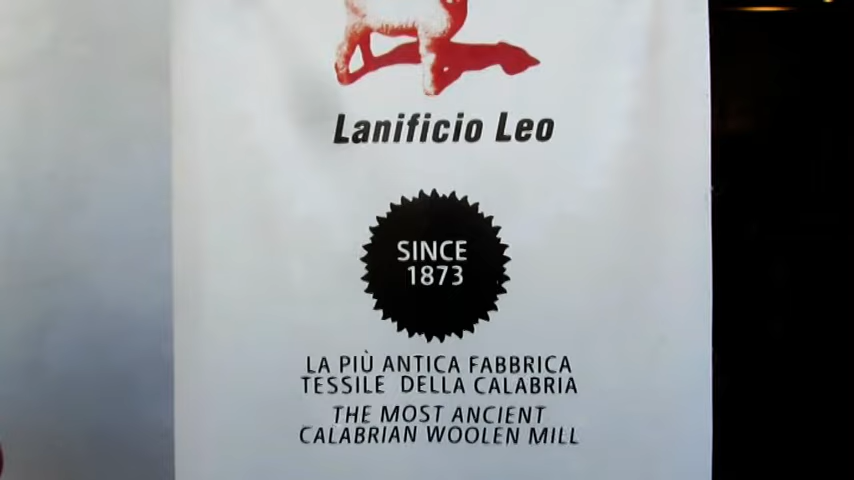 Lanificio Leo
SINCE
1873
LA PIÙ ANTICA FABBRICA
TESSILE DELLA CALABRIA
THE MOST ANCIENT
CALABRIAN WOOLEN MILL